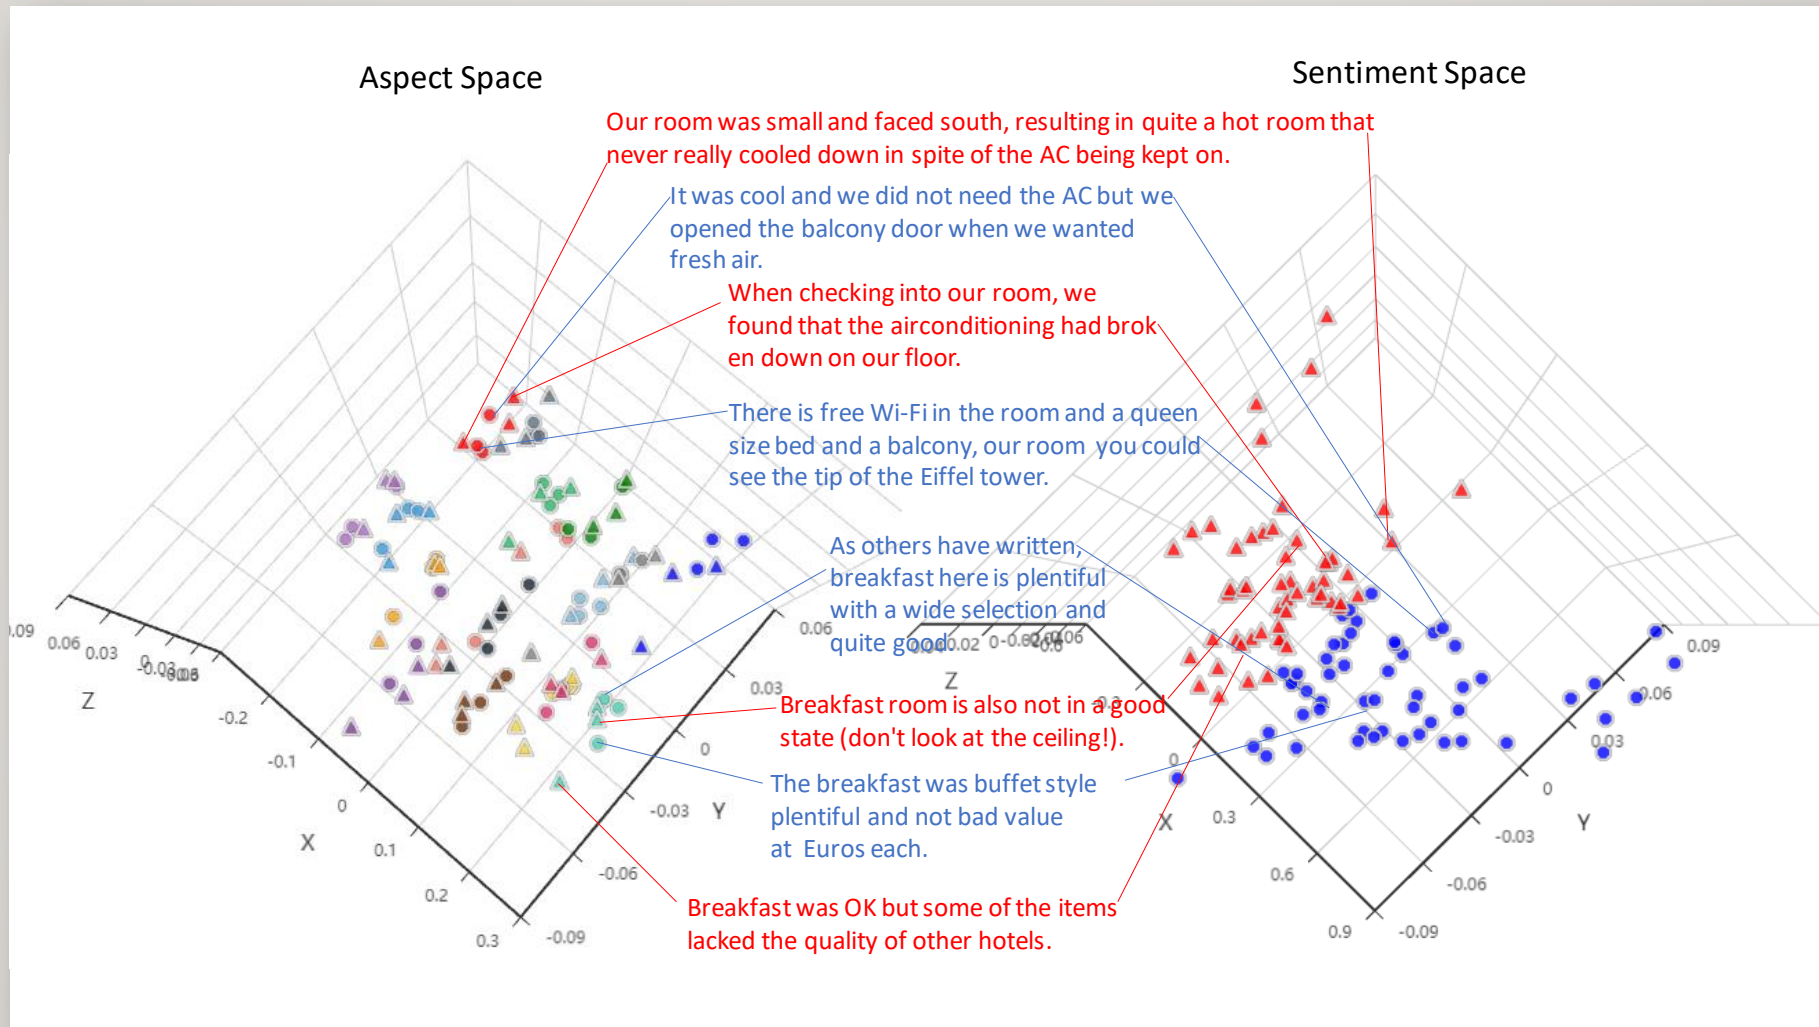 Aspect Space
Sentiment Space
Our room was small and faced south, resulting in quite a hot room that
never really cooled down in spite of the AC being kept on.
It was cool and we did not need the AC but we
opened the balcony door when we wanted
fresh air.
When checking into our room, we
found that the airconditioning had brok
en down on our floor.
There is free Wi-Fi in the room and a queen
size bed and a balcony, our room you could
see the tip of the Eiffel tower.
As others have written,
breakfast here is plentiful
with a wide selection and
quite good.
Breakfast room is also not in a good
state (don't look at the ceiling!).
The breakfast was buffet style
plentiful and not bad value
at Euros each.
Breakfast was OK but some of the items
lacked the quality of other hotels.
0.06
0.03
-0.03
Z
-0.2
-0.1
0
0.1
0.2
0.3
X
0.06
0.03
0
-0.03
-0.06
-0.09
Y
0.02
0
Z
0
0.3
0.6
0.9
X
0.09
0.06
0.03
0
-0.03
-0.06
-0.09
Y